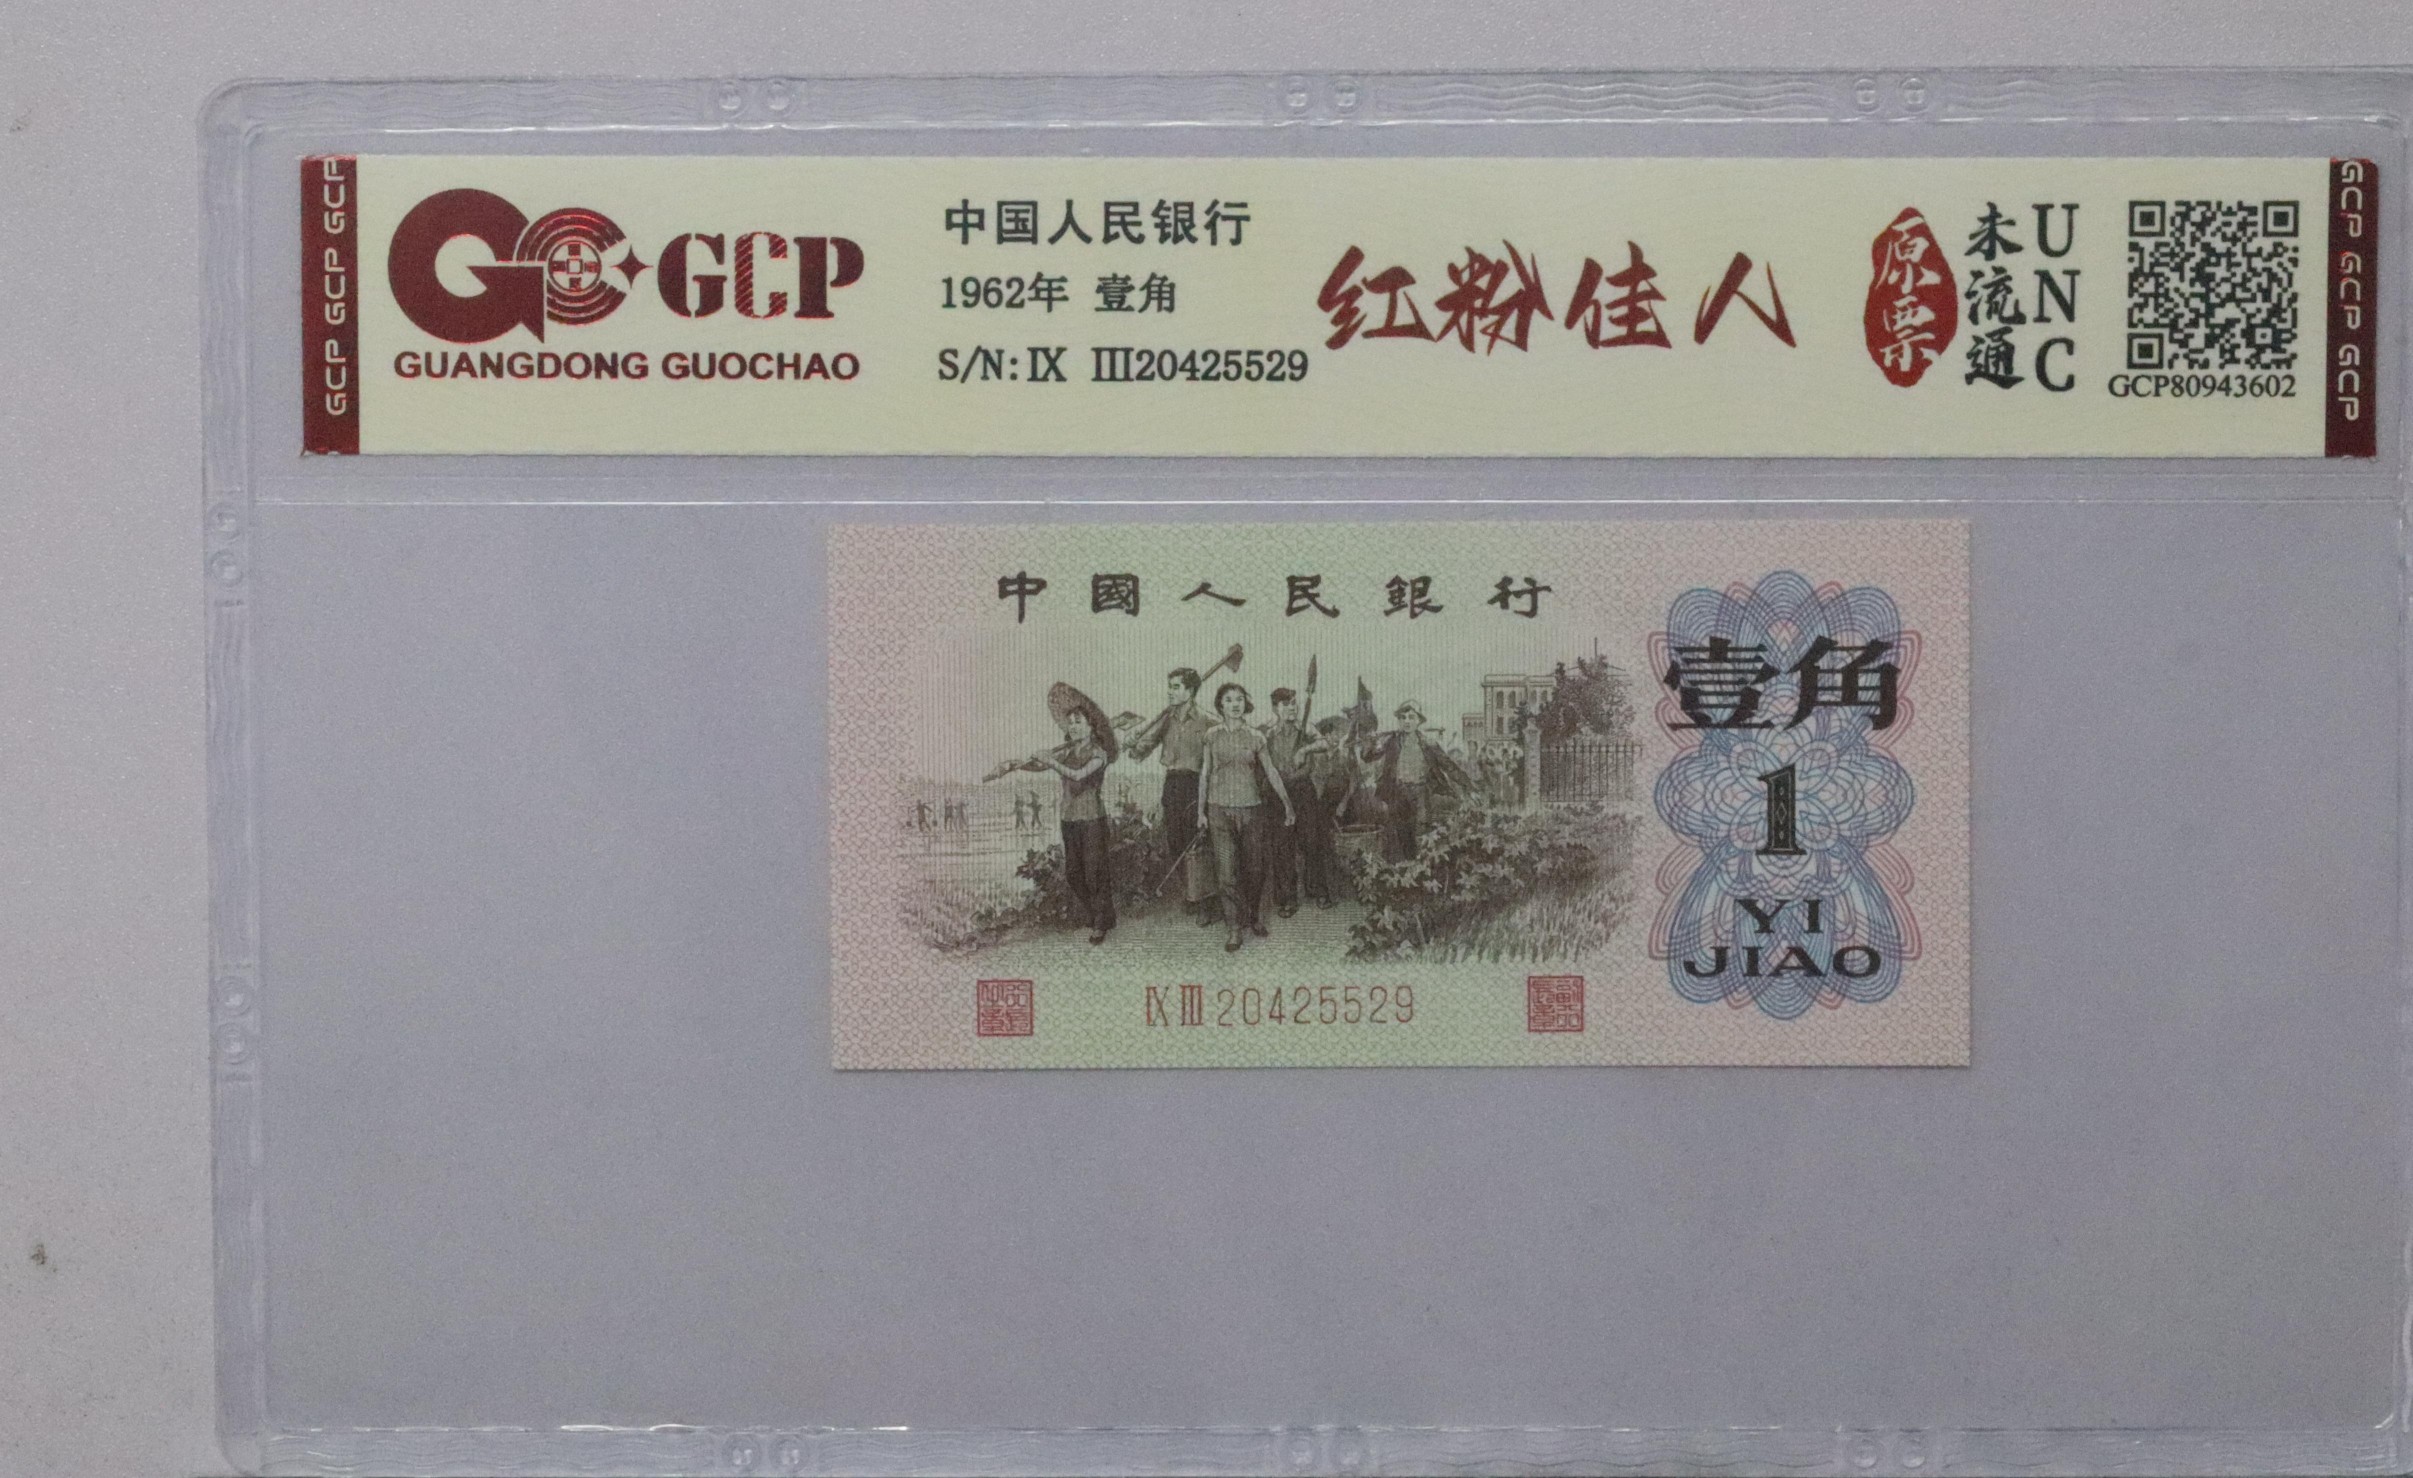 GCP GCP GCP
GCP
GUANGDONG GUOCHAO
中国人民银行
1962年 壹角
S/N: IX III20425529
红粉佳人
原票
未流通
UNC
GCP80943602
GCP GCP GCP
中國人民銀行
壹角
1
YI
JIAO
IX III 20425529